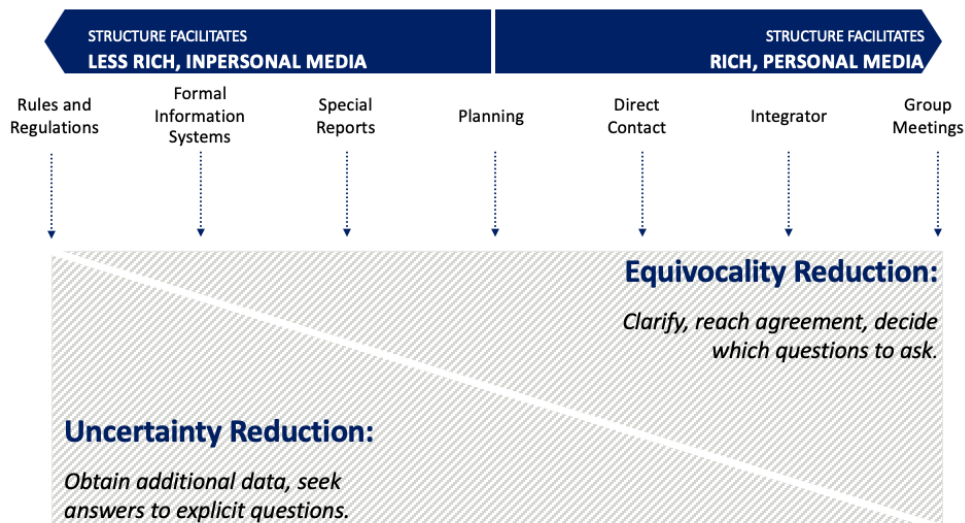 STRUCTURE FACILITATES
LESS RICH, INPERSONAL MEDIA
STRUCTURE FACILITATES
RICH, PERSONAL MEDIA
Rules and
Regulations
Formal
Information
Systems
Special
Reports
Planning
Direct
Contact
Integrator
Group
Meetings
Equivocality Reduction:
Clarify, reach agreement, decide
which questions to ask.
Uncertainty Reduction:
Obtain additional data, seek
answers to explicit questions.